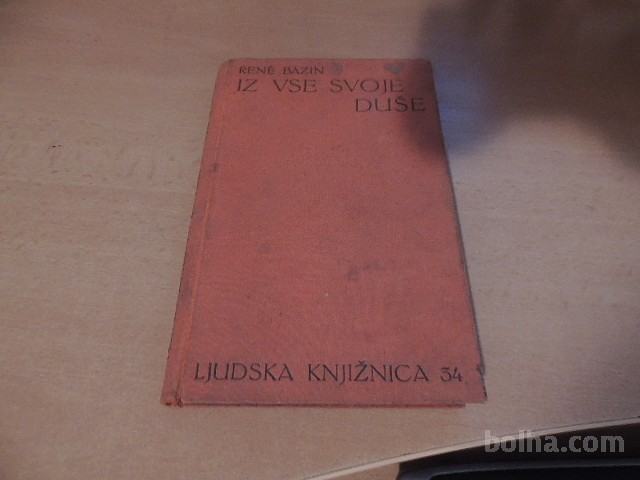 RENÉ BAZIN
IZ VSE SVOJE
DUŠE
LJUDSKA KNJIŽNICA 34
bolha.com